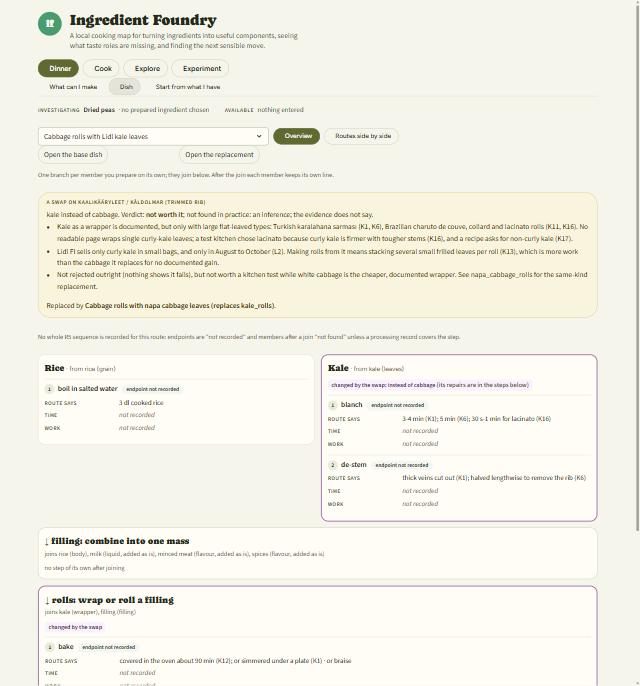 Ingredient Foundry
A local cooking map for turning ingredients into useful components, seeing
what taste roles are missing, and finding the next sensible move.
Dinner Cook Explore Experiment
What can I make Dish Start from what I have
INVESTIGATING Dried peas · no prepared ingredient chosen AVAILABLE nothing entered
Cabbage rolls with Lidl kale leaves Overview Routes side by side
Open the base dish Open the replacement
One branch per member you prepare on its own; they join below. After the join each member keeps its own line.
A SWAP ON KAALIKÄÄRYLEET / KÅLDOLMAR (TRIMMED RIB)
kale instead of cabbage. Verdict: not worth it; not found in practice: an inference; the evidence does not say.
• Kale as a wrapper is documented, but only with large flat-leaved types: Turkish karalahana sarması (K1, K6), Brazilian charuto de couve, collard and lacinato rolls (K11, K16). No
readable page wraps single curly-kale leaves; a test kitchen chose lacinato because curly kale is firmer with tougher stems (K16), and a recipe asks for non-curly kale (K17).
• Lidl FI sells only curly kale in small bags, and only in August to October (L2). Making rolls from it means stacking several small frilled leaves per roll (K13), which is more work
than the cabbage it replaces for no documented gain.
• Not rejected outright (nothing shows it fails), but not worth a kitchen test while white cabbage is the cheaper, documented wrapper. See napa_cabbage_rolls for the same-kind
replacement.
Replaced by Cabbage rolls with napa cabbage leaves (replaces kale_rolls).
No whole R5 sequence is recorded for this route: endpoints are "not recorded" and members after a join "not found" unless a processing record covers the step.
Rice · from rice (grain)
1 boil in salted water endpoint not recorded
ROUTE SAYS 3 dl cooked rice
TIME not recorded
WORK not recorded
Kale · from kale (leaves)
changed by the swap: instead of cabbage (its repairs are in the steps below)
1 blanch endpoint not recorded
ROUTE SAYS 3-4 min (K1); 5 min (K6); 30 s-1 min for lacinato (K16)
TIME not recorded
WORK not recorded
2 de-stem endpoint not recorded
ROUTE SAYS thick veins cut out (K1); halved lengthwise to remove the rib (K6)
TIME not recorded
WORK not recorded
↓ filling: combine into one mass
joins rice (body), milk (liquid, added as is), minced meat (flavour, added as is), spices (flavour, added as is)
no step of its own after joining
↓ rolls: wrap or roll a filling
joins kale (wrapper), filling (filling)
changed by the swap
1 bake endpoint not recorded
ROUTE SAYS covered in the oven about 90 min (K12); or simmered under a plate (K1) · or braise
TIME not recorded
WORK not recorded